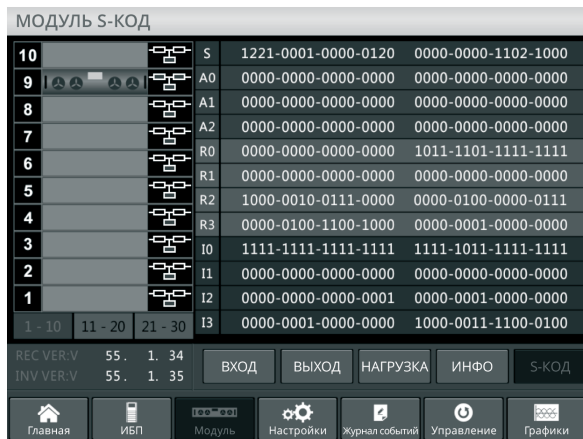 МОДУЛЬ S-КОД
10
9
8
7
6
5
4
3
2
1
S 1221-0001-0000-0120 0000-0000-1102-1000
A0 0000-0000-0000-0000 0000-0000-0000-0000
A1 0000-0000-0000-0000 0000-0000-0000-0000
A2 0000-0000-0000-0000 0000-0000-0000-0000
R0 0000-0000-0000-0000 1011-1101-1111-1111
R1 0000-0000-0000-0000 0000-0000-0000-0000
R2 1000-0010-0111-0000 0000-0100-0000-0111
R3 0000-0100-1100-1000 0000-0001-0000-0000
I0 1111-1111-1111-1111 1111-1011-1111-1111
I1 0000-0000-0000-0000 0000-0000-0000-0000
I2 0000-0000-0000-0001 0000-0001-0000-0000
I3 0000-0001-0000-0000 1000-0011-1100-0100
1 - 10 11 - 20 21 - 30
REC VER:V 55. 1. 34
INV VER:V 55. 1. 35
ВХОД ВЫХОД НАГРУЗКА ИНФО S-КОД
Главная ИБП Модуль Настройки Журнал событий Управление Графики